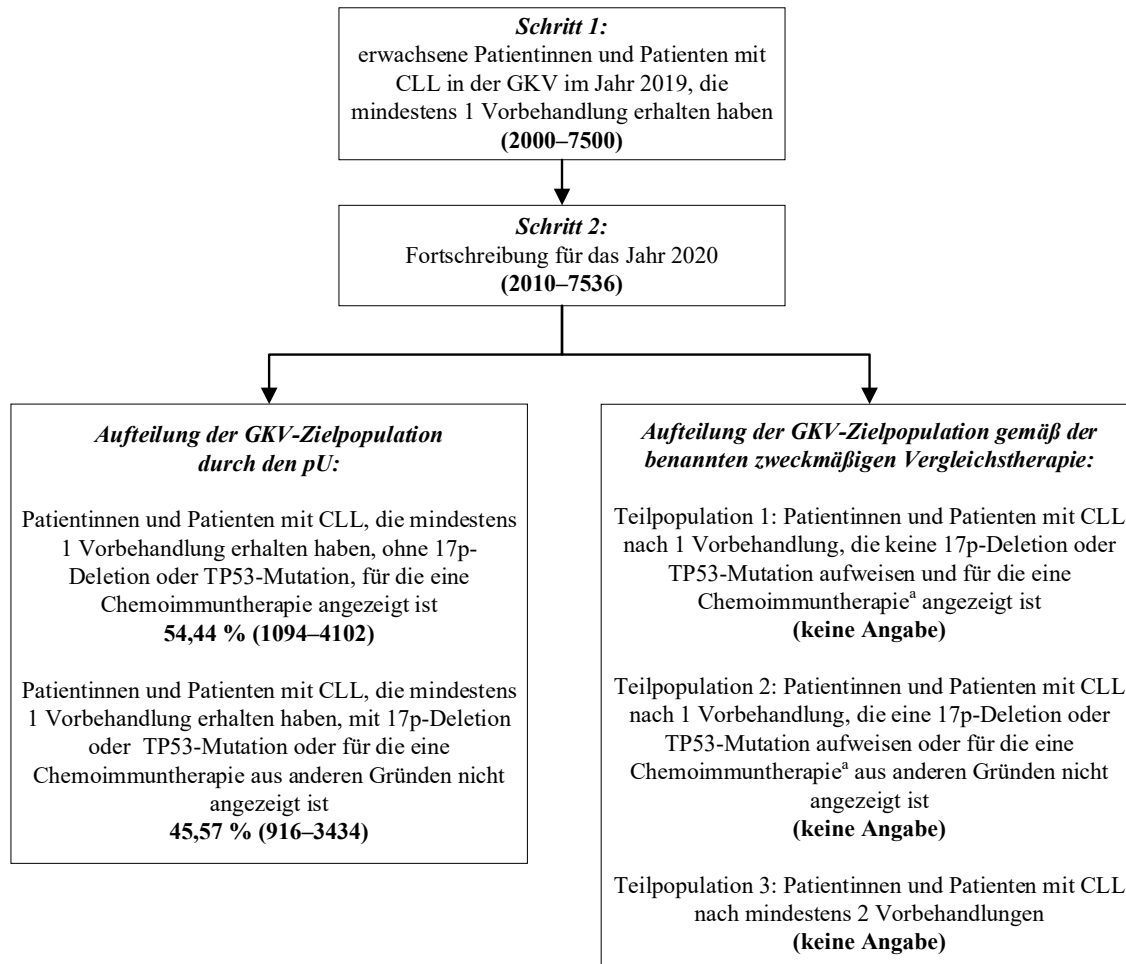 Schritt 1:
erwachsene Patientinnen und Patienten mit
CLL in der GKV im Jahr 2019, die
mindestens 1 Vorbehandlung erhalten haben
(2000–7500)
Schritt 2:
Fortschreibung für das Jahr 2020
(2010–7536)
Aufteilung der GKV-Zielpopulation
durch den pU:
Patientinnen und Patienten mit CLL, die mindestens
1 Vorbehandlung erhalten haben, ohne 17p-
Deletion oder TP53-Mutation, für die eine
Chemoimmuntherapie angezeigt ist
54,44 % (1094–4102)
Patientinnen und Patienten mit CLL, die mindestens
1 Vorbehandlung erhalten haben, mit 17p-Deletion
oder TP53-Mutation oder für die eine
Chemoimmuntherapie aus anderen Gründen nicht
angezeigt ist
45,57 % (916–3434)
Aufteilung der GKV-Zielpopulation gemäß der
benannten zweckmäßigen Vergleichstherapie:
Teilpopulation 1: Patientinnen und Patienten mit CLL
nach 1 Vorbehandlung, die keine 17p-Deletion oder
TP53-Mutation aufweisen und für die eine
Chemoimmuntherapieᵃ angezeigt ist
(keine Angabe)
Teilpopulation 2: Patientinnen und Patienten mit CLL
nach 1 Vorbehandlung, die eine 17p-Deletion oder
TP53-Mutation aufweisen oder für die eine
Chemoimmuntherapieᵃ aus anderen Gründen nicht
angezeigt ist
(keine Angabe)
Teilpopulation 3: Patientinnen und Patienten mit CLL
nach mindestens 2 Vorbehandlungen
(keine Angabe)